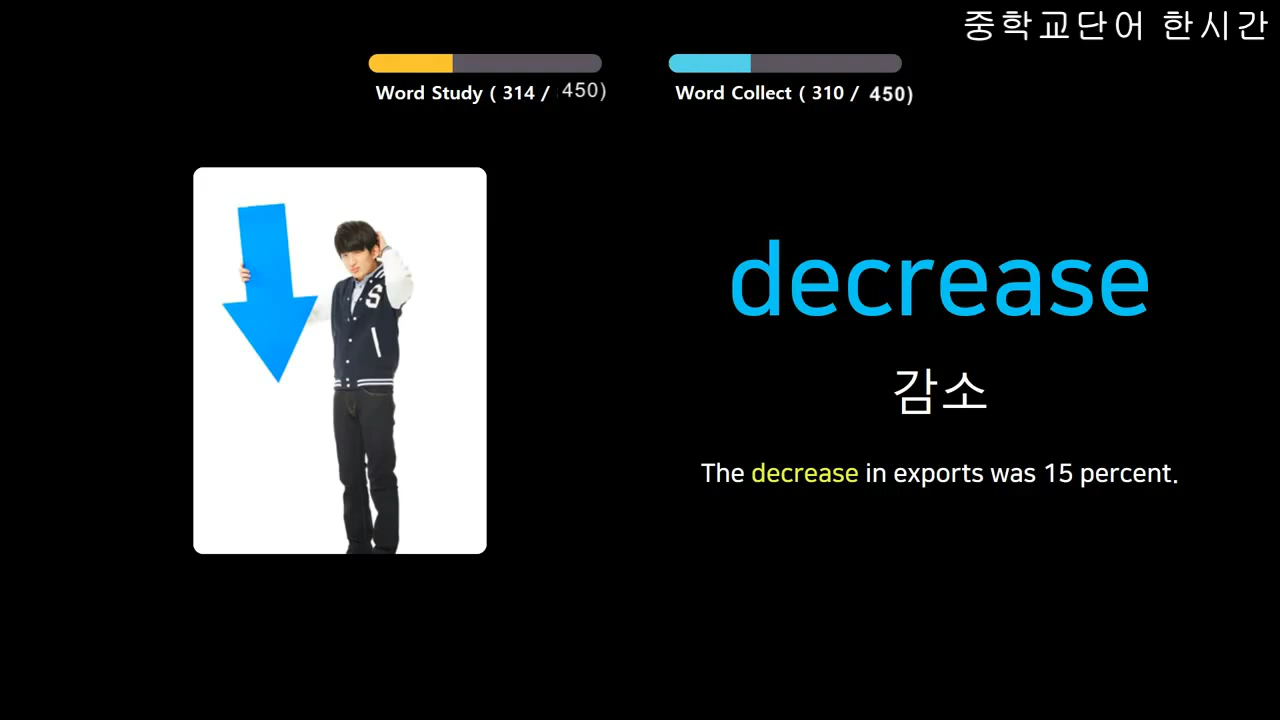 중학교단어 한시간
Word Study ( 314 / 450)
Word Collect ( 310 / 450)
S
decrease
감소
The decrease in exports was 15 percent.